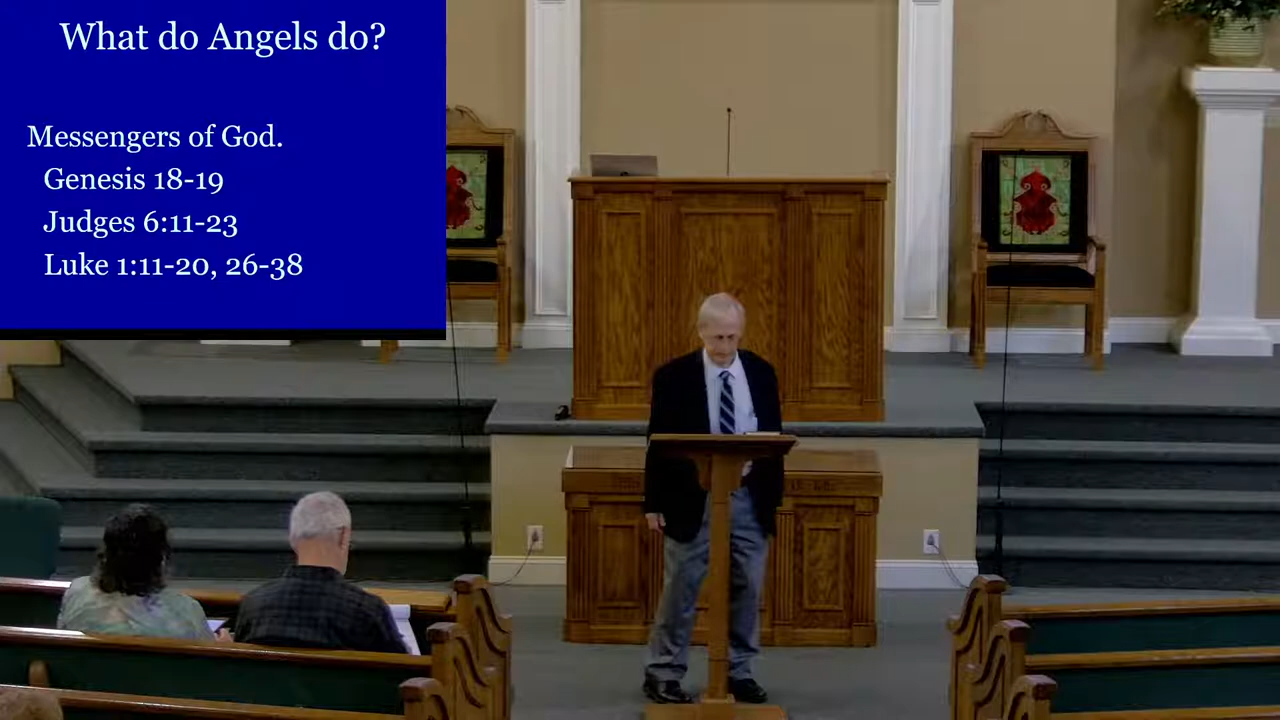 What do Angels do?
Messengers of God.
Genesis 18-19
Judges 6:11-23
Luke 1:11-20, 26-38